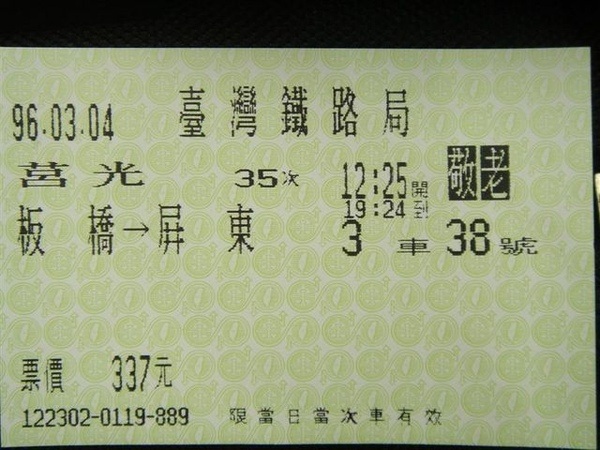 96.03.04 臺灣鐵路局
莒光 35次 12:25開 敬老
19:24到
板橋→屏東 3車38號
票價 337元
122302-0119-889 限當日當次車有效